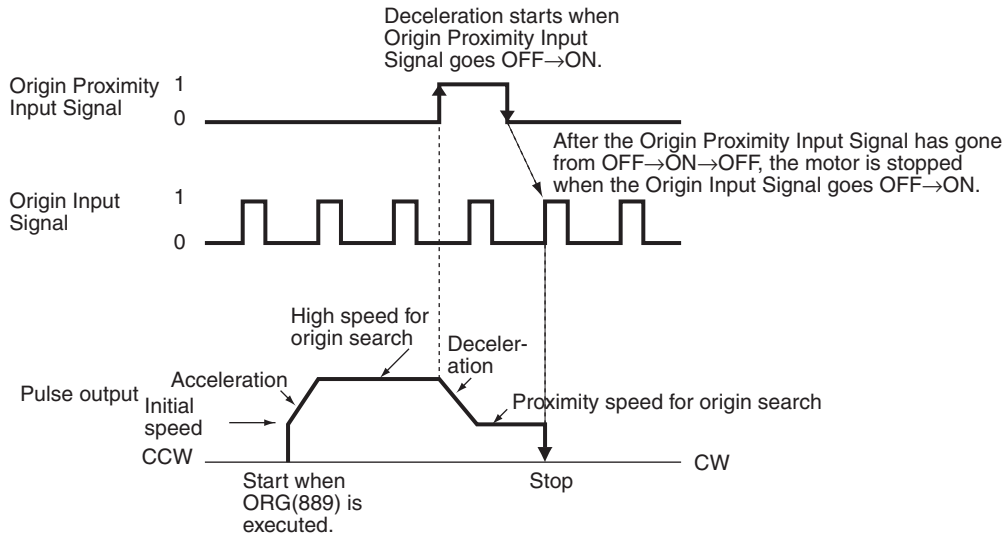 Deceleration starts when
Origin Proximity Input
Signal goes OFF→ON.
Origin Proximity
Input Signal
1
0
After the Origin Proximity Input Signal has gone
from OFF→ON→OFF, the motor is stopped
when the Origin Input Signal goes OFF→ON.
Origin Input
Signal
1
0
High speed for
origin search
Deceler-
ation
Acceleration
Pulse output
Initial
speed
Proximity speed for origin search
CCW
CW
Start when
ORG(889) is
executed.
Stop